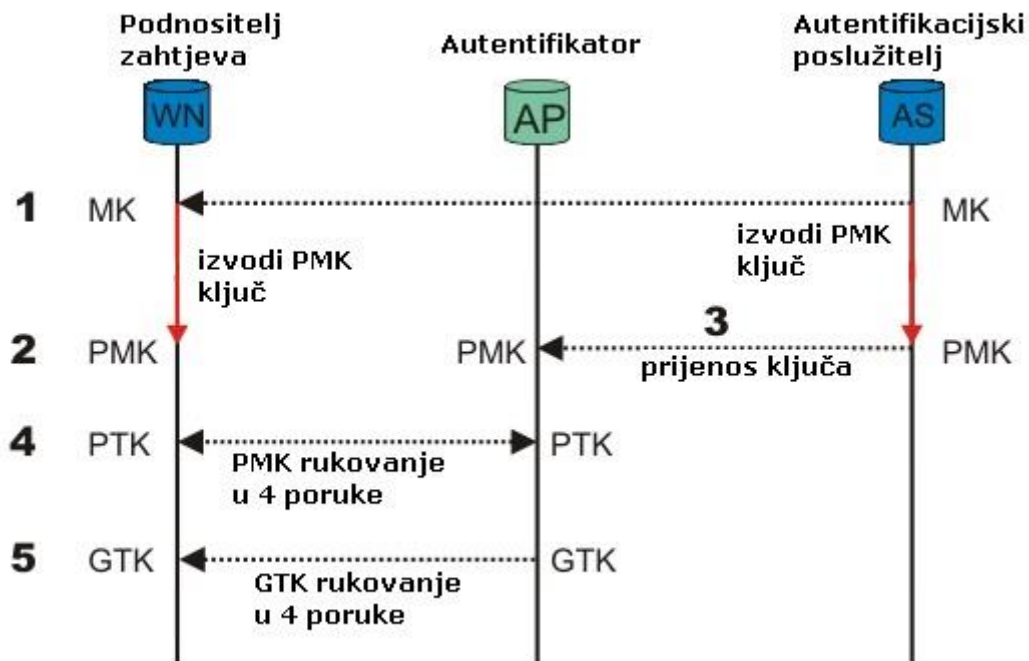 Podnositelj
zahtjeva
Autentifikator
Autentifikacijski
poslužitelj
WN
AP
AS
1
MK
MK
izvodi PMK
ključ
izvodi PMK
ključ
2
PMK
PMK
3
prijenos ključa
PMK
4
PTK
PTK
PMK rukovanje
u 4 poruke
5
GTK
GTK
GTK rukovanje
u 4 poruke